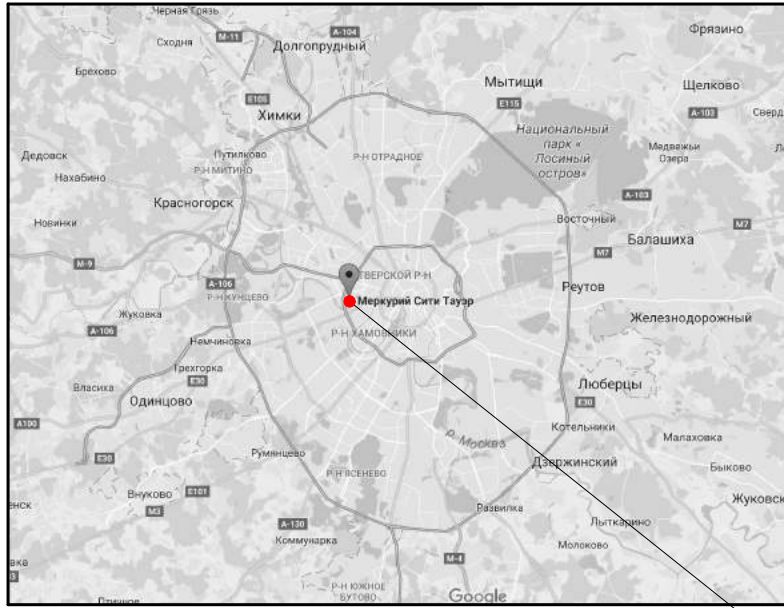 Черная Грязь
М-11
А-104
Фрязино
Сходня
Долгопрудный
Брёхово
Мытищи
Щелково
E105
E115
А-103
Химки
Национальный
парк «
Лосиный
остров»
Дедовск
Путилково
Р-Н ОТРАДНОЕ
Медвежьи
Озера
Нахабино
Р-Н МИТИНО
А-103
Красногорск
Новинки
Восточный
М7
Балашиха
М-9
М7
ТВЕРСКОЙ Р-Н
А-106
Реутов
Р-Н КУНЦЕВО
Меркурий Сити Тауэр
Жуковка
Железнодорожный
А-106
Р-Н ХАМОВНИКИ
Немчиновка
Трехгорка
E30
Власиха
Люберцы
Одинцово
E30
А100
Котельники
р. Москва
Малаховка
Румянцево
E30
Дзержинский
Быково
Р-Н ЯСЕНЕВО
Внуково
E101
Жуковск
М3
Развилка
Лыткарино
А-130
Коммунарка
Молоково
М-4
Р-Н ЮЖНОЕ
БУТОВО
Птичное
Google